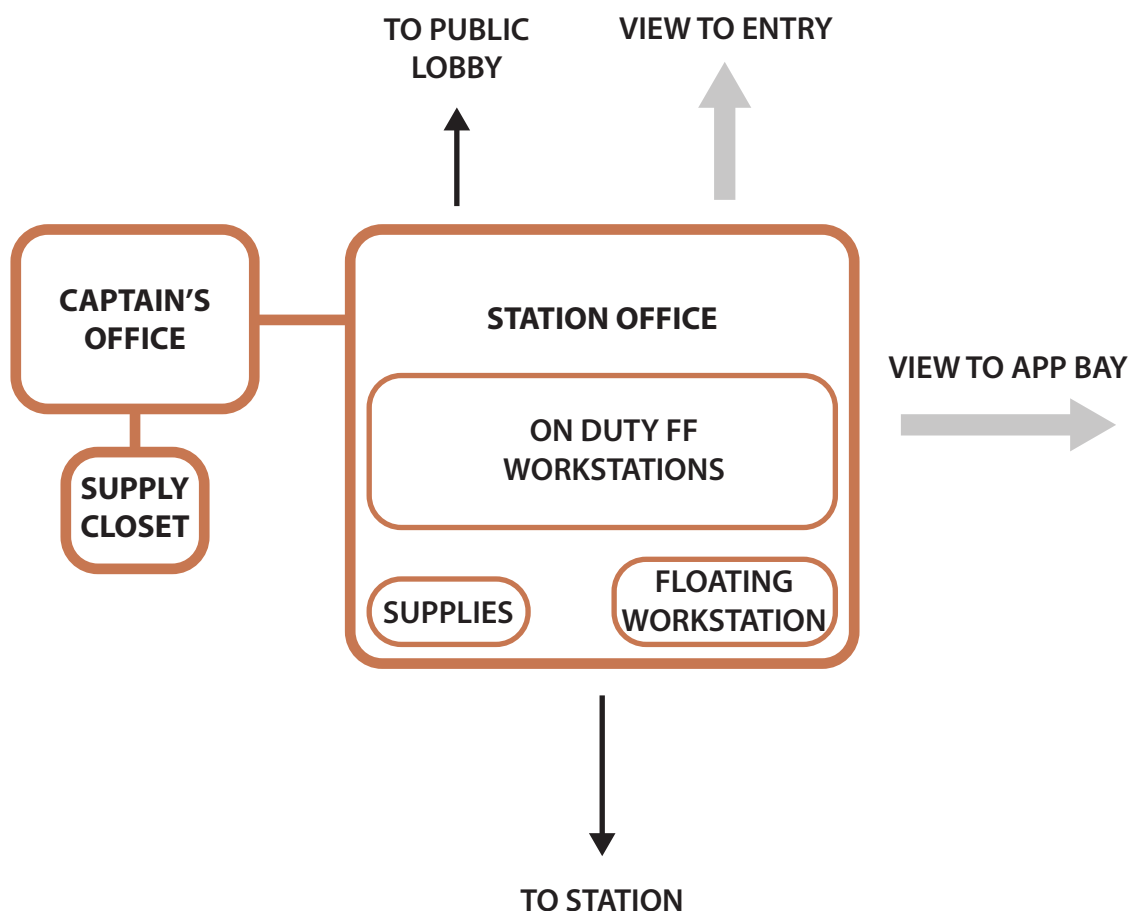 TO PUBLIC
LOBBY
VIEW TO ENTRY
CAPTAIN'S
OFFICE
STATION OFFICE
VIEW TO APP BAY
ON DUTY FF
WORKSTATIONS
SUPPLY
CLOSET
SUPPLIES
FLOATING
WORKSTATION
TO STATION